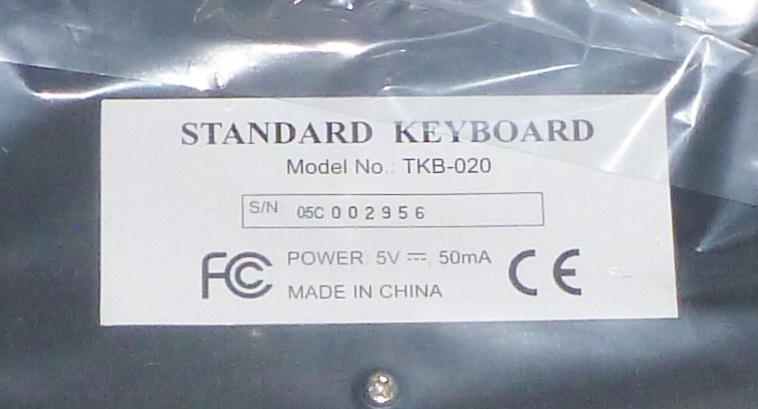 STANDARD KEYBOARD
Model No.: TKB-020
S/N 05C 002956
FC POWER: 5V ⎓, 50mA CE
MADE IN CHINA